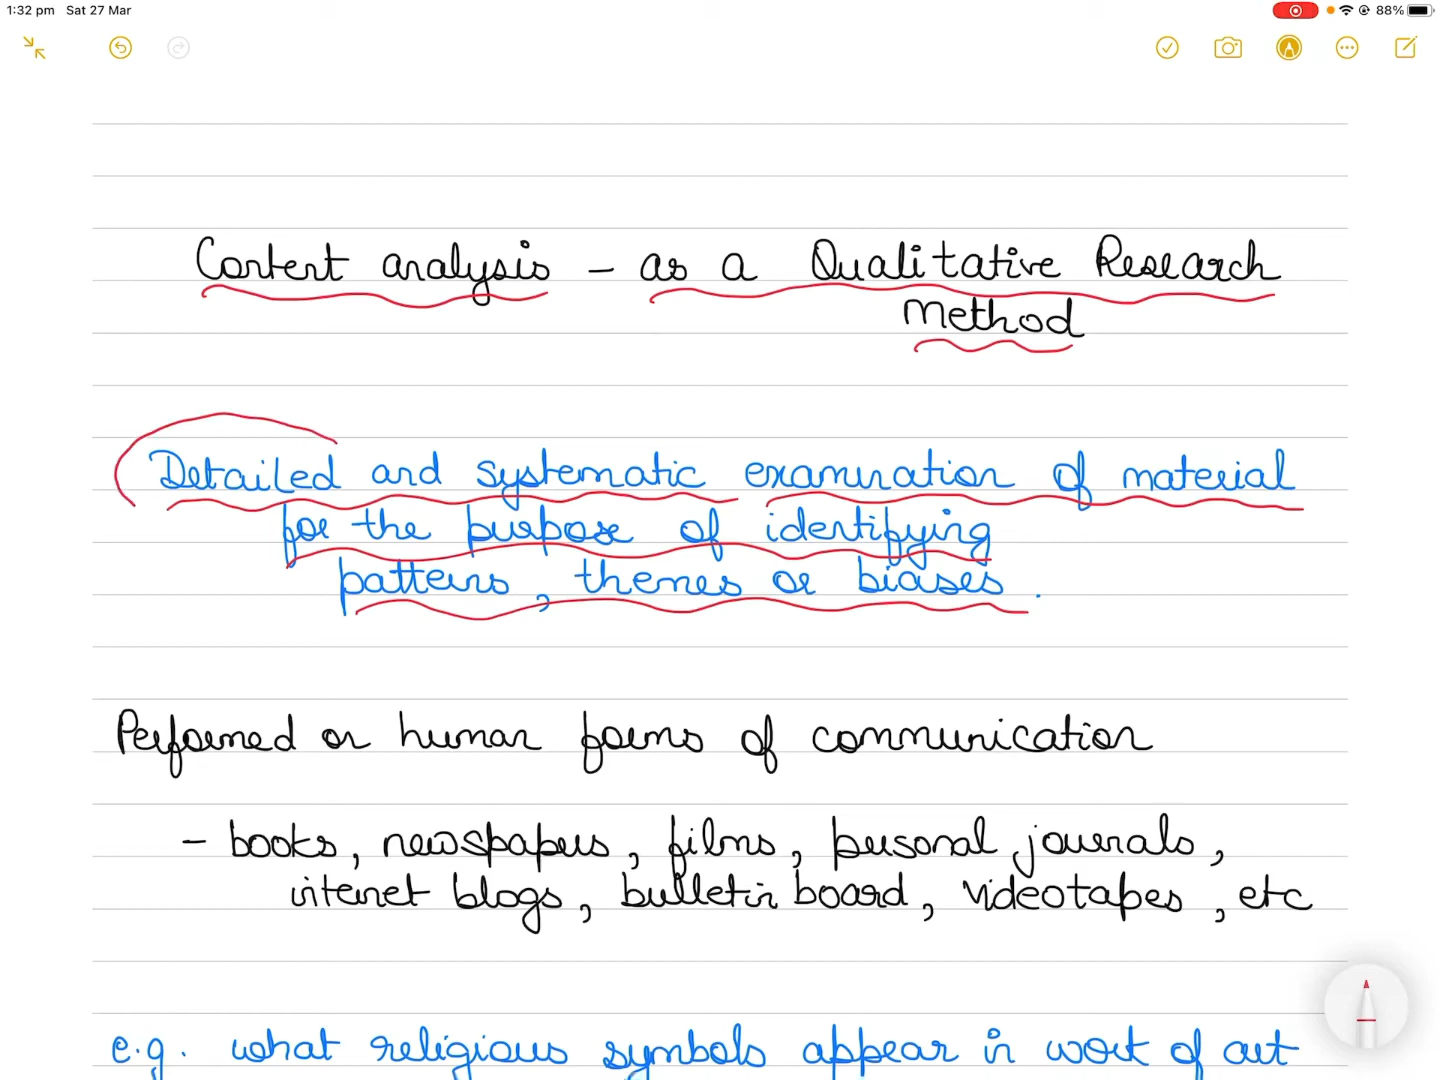 1:32 pm Sat 27 Mar 88%
Content analysis - as a Qualitative Research
Method
Detailed and systematic examination of material
for the purpose of identifying
patterns, themes or biases.
Performed on human forms of communication
- books, newspapers, films, personal journals,
internet blogs, bulletin board, videotapes, etc
e.g. what religious symbols appear in work of art